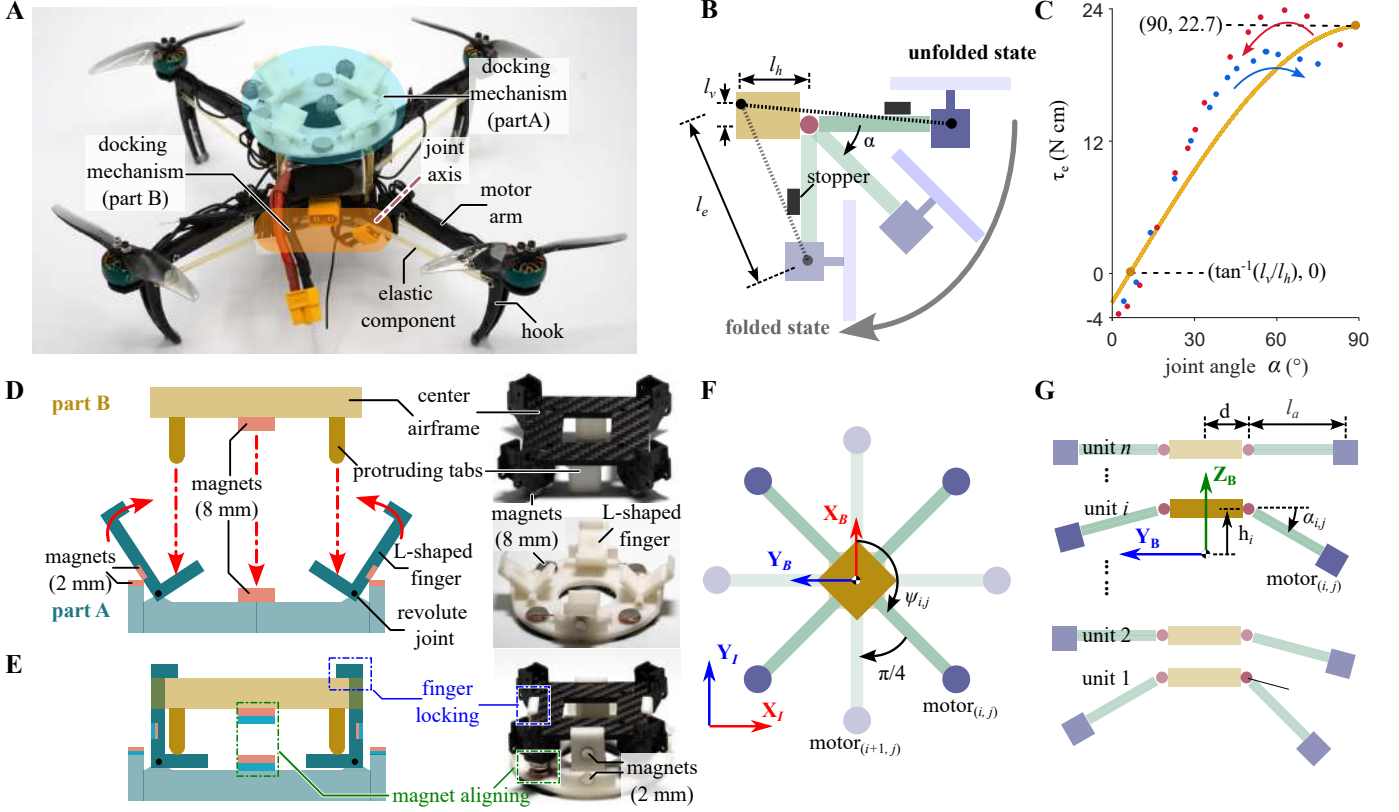 A
docking
mechanism
(partA)
docking
mechanism
(part B)
joint
axis
motor
arm
elastic
component
hook
B
unfolded state
l_h
l_v
α
stopper
l_e
folded state
C
24
(90, 22.7)
12
τ_e (N cm)
0
(tan⁻¹(l_v/l_h), 0)
-4
0
30
60
90
joint angle α (°)
D
part B
center
airframe
protruding tabs
magnets
(8 mm)
magnets
(8 mm)
L-shaped
finger
magnets
(2 mm)
L-shaped
finger
part A
revolute
joint
E
finger
locking
magnets
(2 mm)
magnet aligning
F
X_B
Y_B
ψ_{i,j}
π/4
Y_I
X_I
motor_{(i, j)}
motor_{(i+1, j)}
G
d
l_a
unit n
Z_B
unit i
α_{i,j}
Y_B
h_i
motor_{(i, j)}
unit 2
unit 1